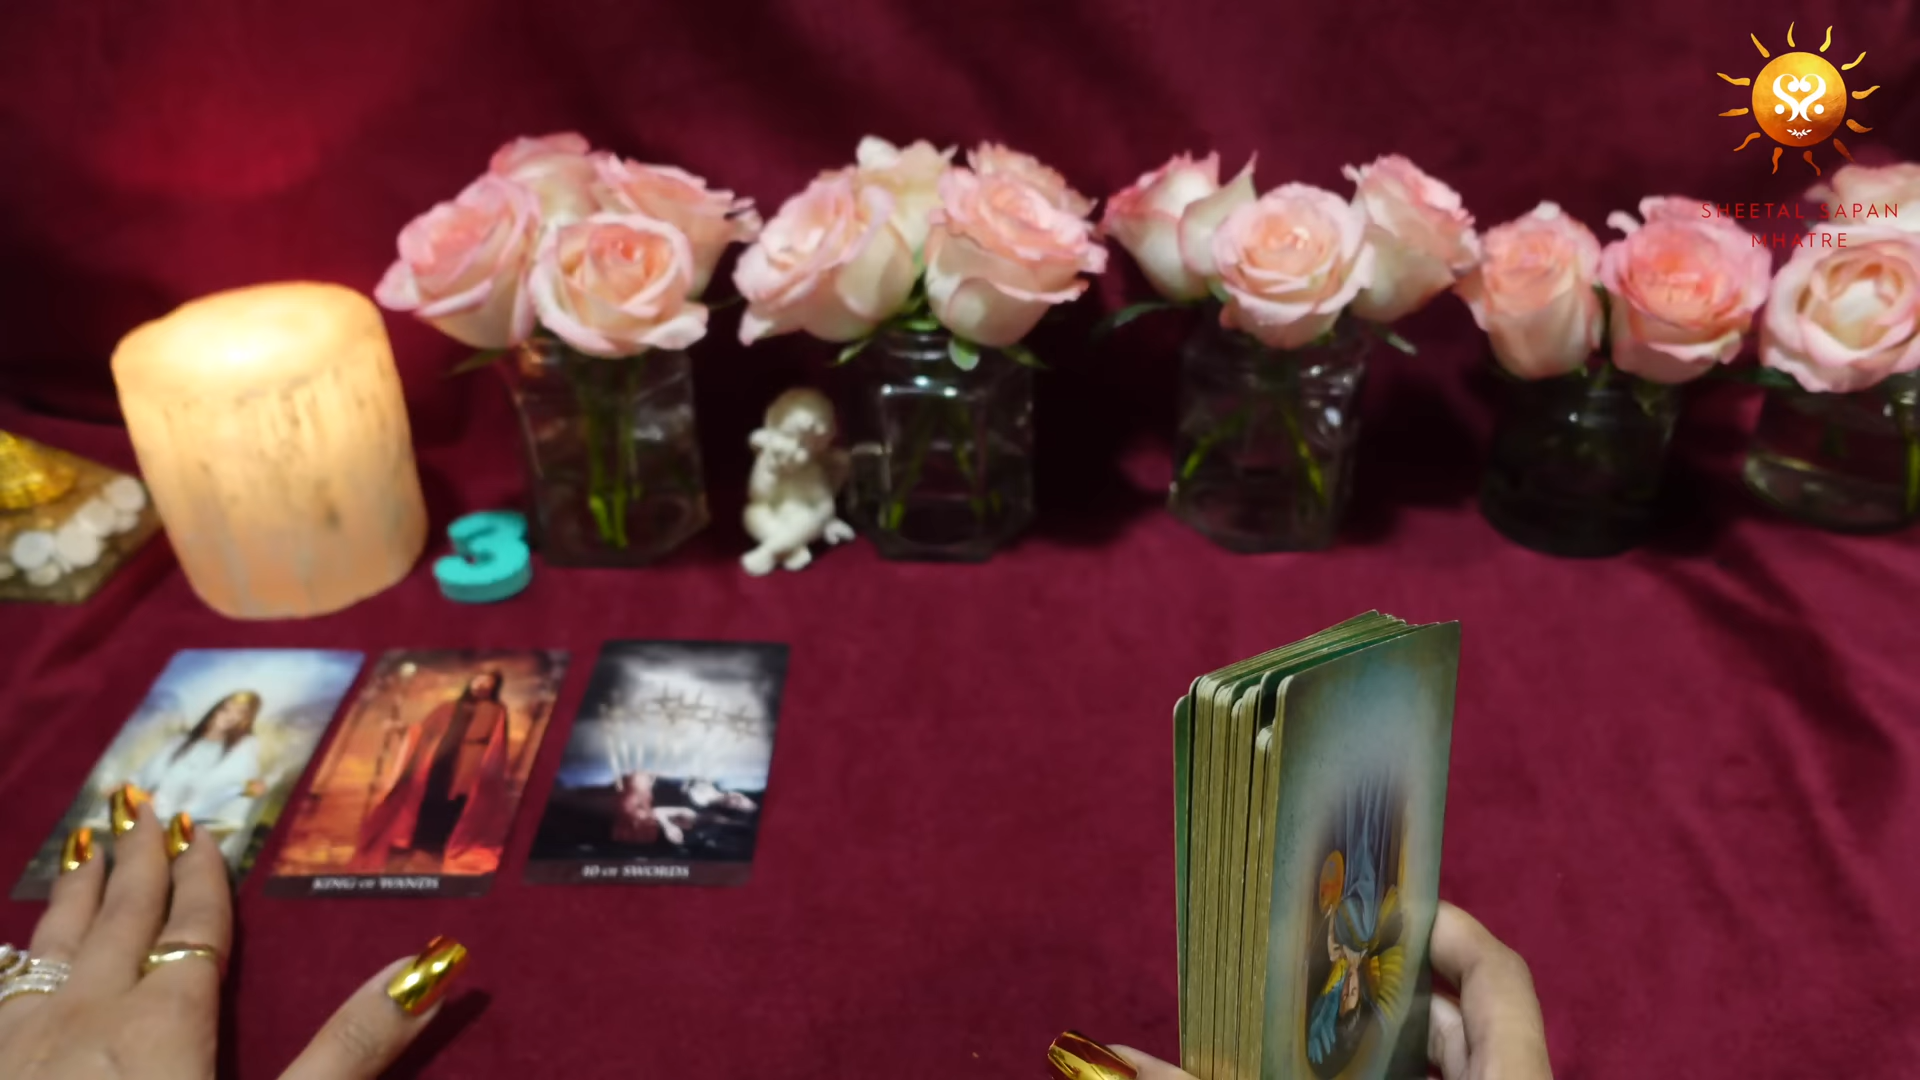 SHEETAL SAPAN
MHATRE
3
KING OF WANDS
10 OF SWORDS